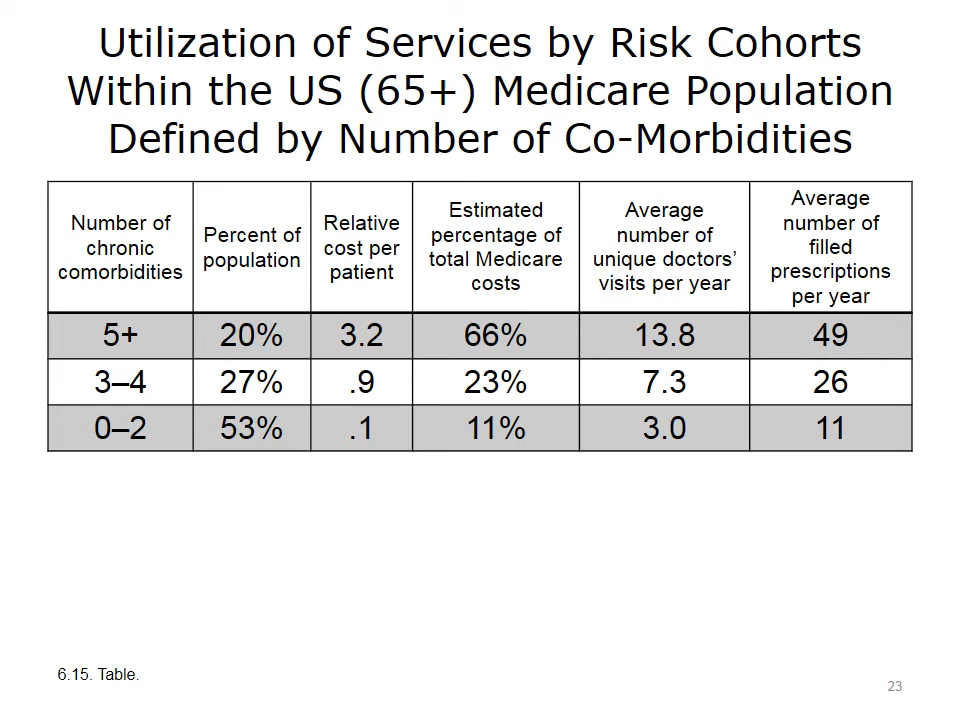 Utilization of Services by Risk Cohorts
Within the US (65+) Medicare Population
Defined by Number of Co-Morbidities
Number of
chronic
comorbidities
Percent of
population
Relative
cost per
patient
Estimated
percentage of
total Medicare
costs
Average
number of
unique doctors’
visits per year
Average
number of
filled
prescriptions
per year
5+ 20% 3.2 66% 13.8 49
3–4 27% .9 23% 7.3 26
0–2 53% .1 11% 3.0 11
6.15. Table.
23